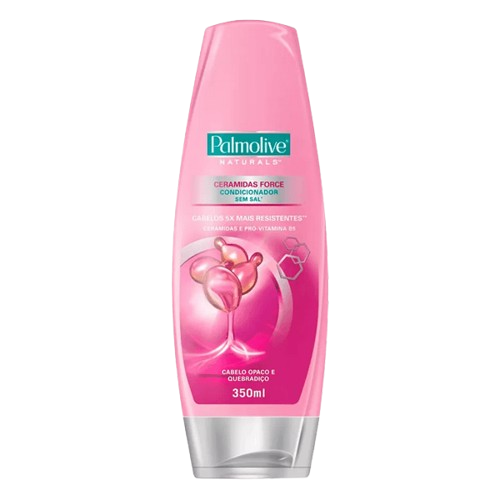 Palmolive®
NATURALS®
CERAMIDAS FORCE
CONDICIONADOR
SEM SAL*
CABELOS 5X MAIS RESISTENTES**
CERAMIDAS E PRÓ-VITAMINA B5
CABELO OPACO E
QUEBRADIÇO
350ml